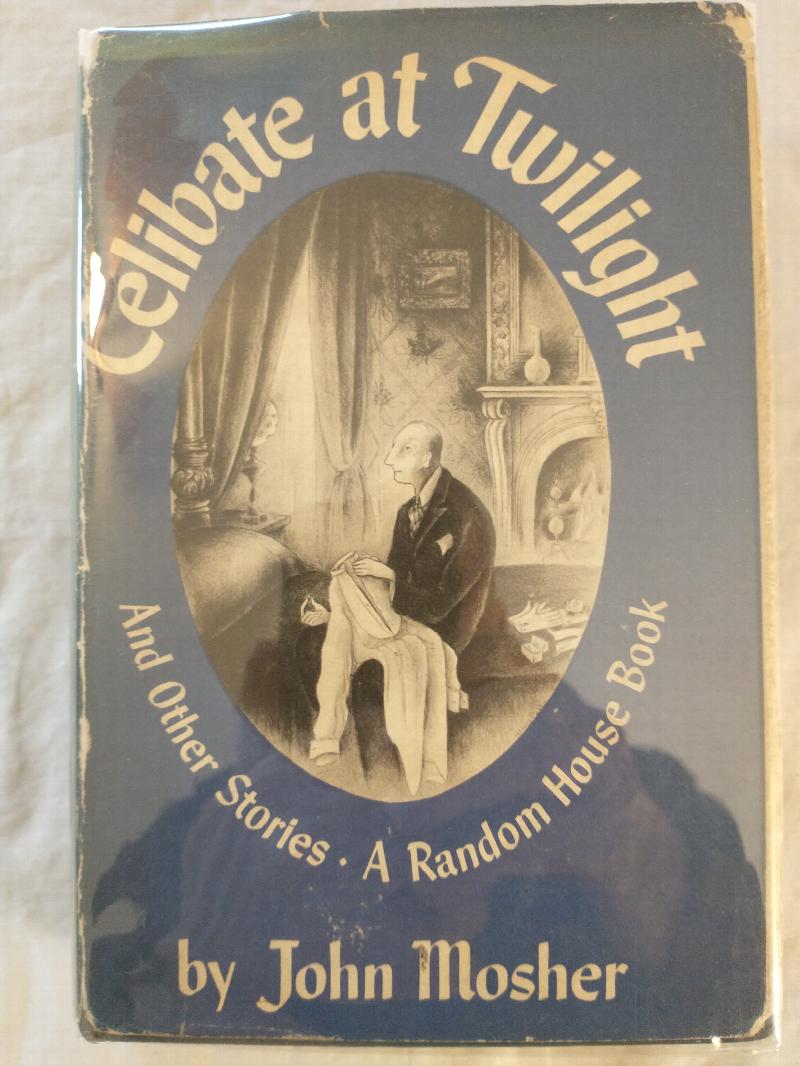 Celibate at Twilight
And Other Stories · A Random House Book
by John Mosher